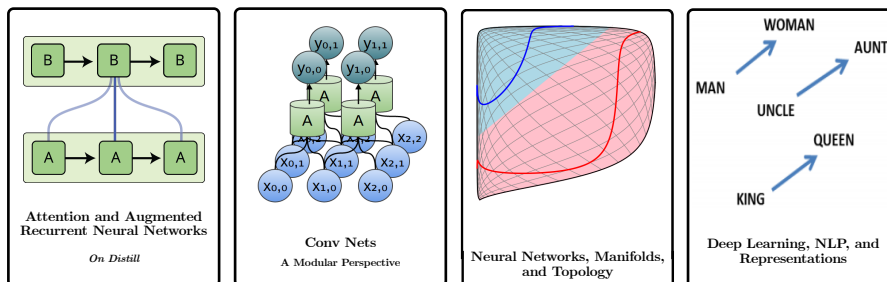 B B B
A A A
Attention and Augmented
Recurrent Neural Networks
On Distill
y0,1 y1,1
y0,0 y1,0
A A
A A
x0,2 x2,2
x0,1 x1,1 x2,1
x0,0 x1,0 x2,0
Conv Nets
A Modular Perspective
Neural Networks, Manifolds,
and Topology
WOMAN
AUNT
MAN
UNCLE
QUEEN
KING
Deep Learning, NLP, and
Representations